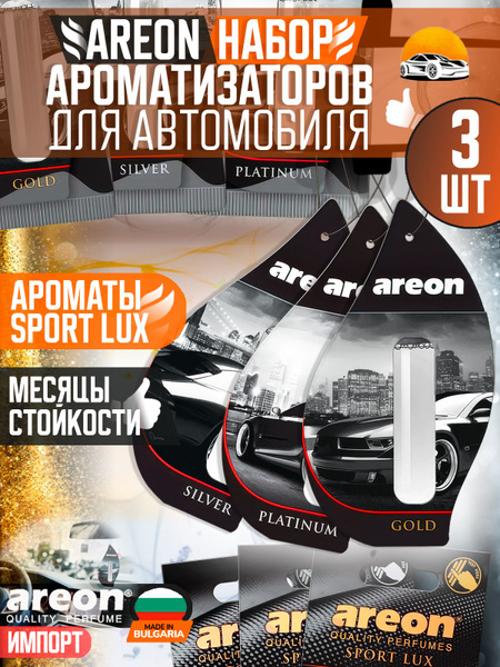 AREON НАБОР
АРОМАТИЗАТОРОВ
ДЛЯ АВТОМОБИЛЯ
3
ШТ
GOLD
SILVER
PLATINUM
АРОМАТЫ
SPORT LUX
МЕСЯЦЫ
СТОЙКОСТИ
areon
ar
areon
SILVER
PLATINUM
GOLD
areon®
QUALITY PERFUME
ИМПОРТ
MADE IN
BULGARIA
areon
QUALITY PERFUMES
SPORT LUX